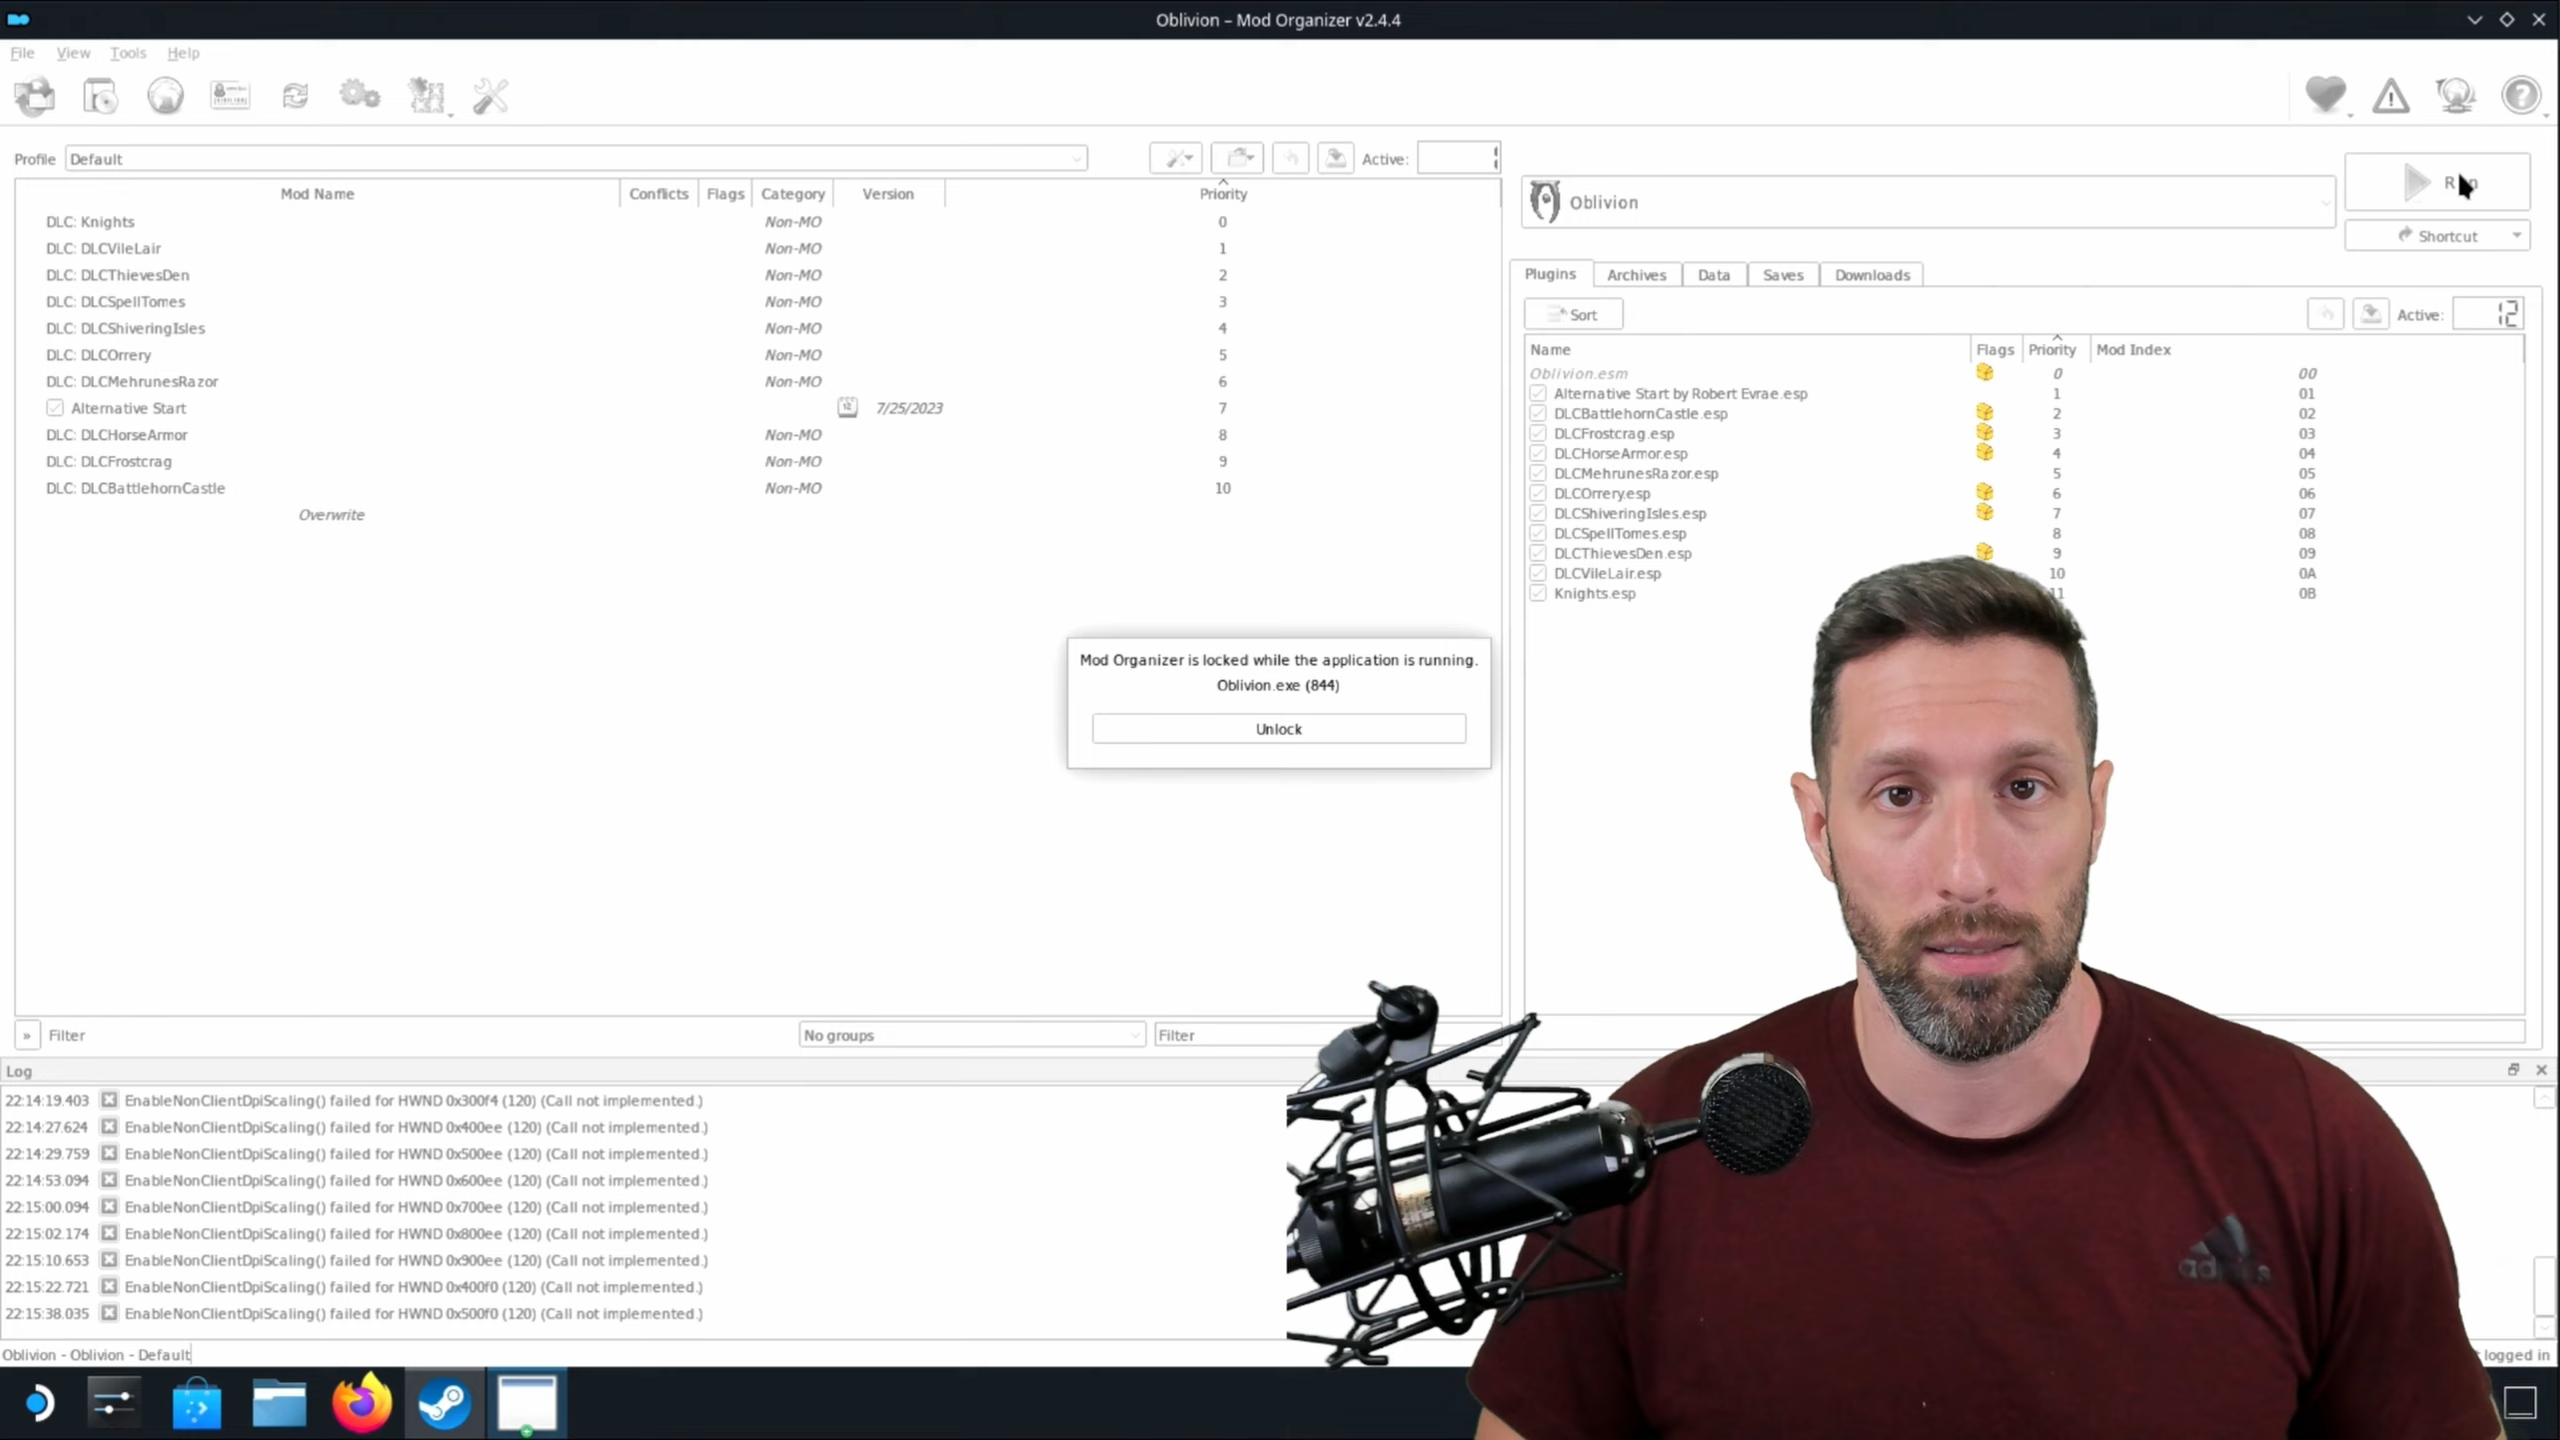 Oblivion – Mod Organizer v2.4.4
File View Tools Help
Profile Default Active:
Mod Name Conflicts Flags Category Version Priority
DLC: Knights Non-MO 0
DLC: DLCVileLair Non-MO 1
DLC: DLCThievesDen Non-MO 2
DLC: DLCSpellTomes Non-MO 3
DLC: DLCShiveringIsles Non-MO 4
DLC: DLCOrrery Non-MO 5
DLC: DLCMehrunesRazor Non-MO 6
Alternative Start 7/25/2023 7
DLC: DLCHorseArmor Non-MO 8
DLC: DLCFrostcrag Non-MO 9
DLC: DLCBattlehornCastle Non-MO 10
Overwrite
» Filter No groups Filter
Oblivion
Shortcut
Plugins Archives Data Saves Downloads
Sort Active: 12
Name Flags Priority Mod Index
Oblivion.esm 0 00
Alternative Start by Robert Evrae.esp 1 01
DLCBattlehornCastle.esp 2 02
DLCFrostcrag.esp 3 03
DLCHorseArmor.esp 4 04
DLCMehrunesRazor.esp 5 05
DLCOrrery.esp 6 06
DLCShiveringIsles.esp 7 07
DLCSpellTomes.esp 8 08
DLCThievesDen.esp 9 09
DLCVileLair.esp 10 0A
Knights.esp 11 0B
Mod Organizer is locked while the application is running.
Oblivion.exe (844)
Unlock
Log
22:14:19.403 EnableNonClientDpiScaling() failed for HWND 0x300f4 (120) (Call not implemented.)
22:14:27.624 EnableNonClientDpiScaling() failed for HWND 0x400ee (120) (Call not implemented.)
22:14:29.759 EnableNonClientDpiScaling() failed for HWND 0x500ee (120) (Call not implemented.)
22:14:53.094 EnableNonClientDpiScaling() failed for HWND 0x600ee (120) (Call not implemented.)
22:15:00.094 EnableNonClientDpiScaling() failed for HWND 0x700ee (120) (Call not implemented.)
22:15:02.174 EnableNonClientDpiScaling() failed for HWND 0x800ee (120) (Call not implemented.)
22:15:10.653 EnableNonClientDpiScaling() failed for HWND 0x900ee (120) (Call not implemented.)
22:15:22.721 EnableNonClientDpiScaling() failed for HWND 0x400f0 (120) (Call not implemented.)
22:15:38.035 EnableNonClientDpiScaling() failed for HWND 0x500f0 (120) (Call not implemented.)
Oblivion - Oblivion - Default
logged in
adidas